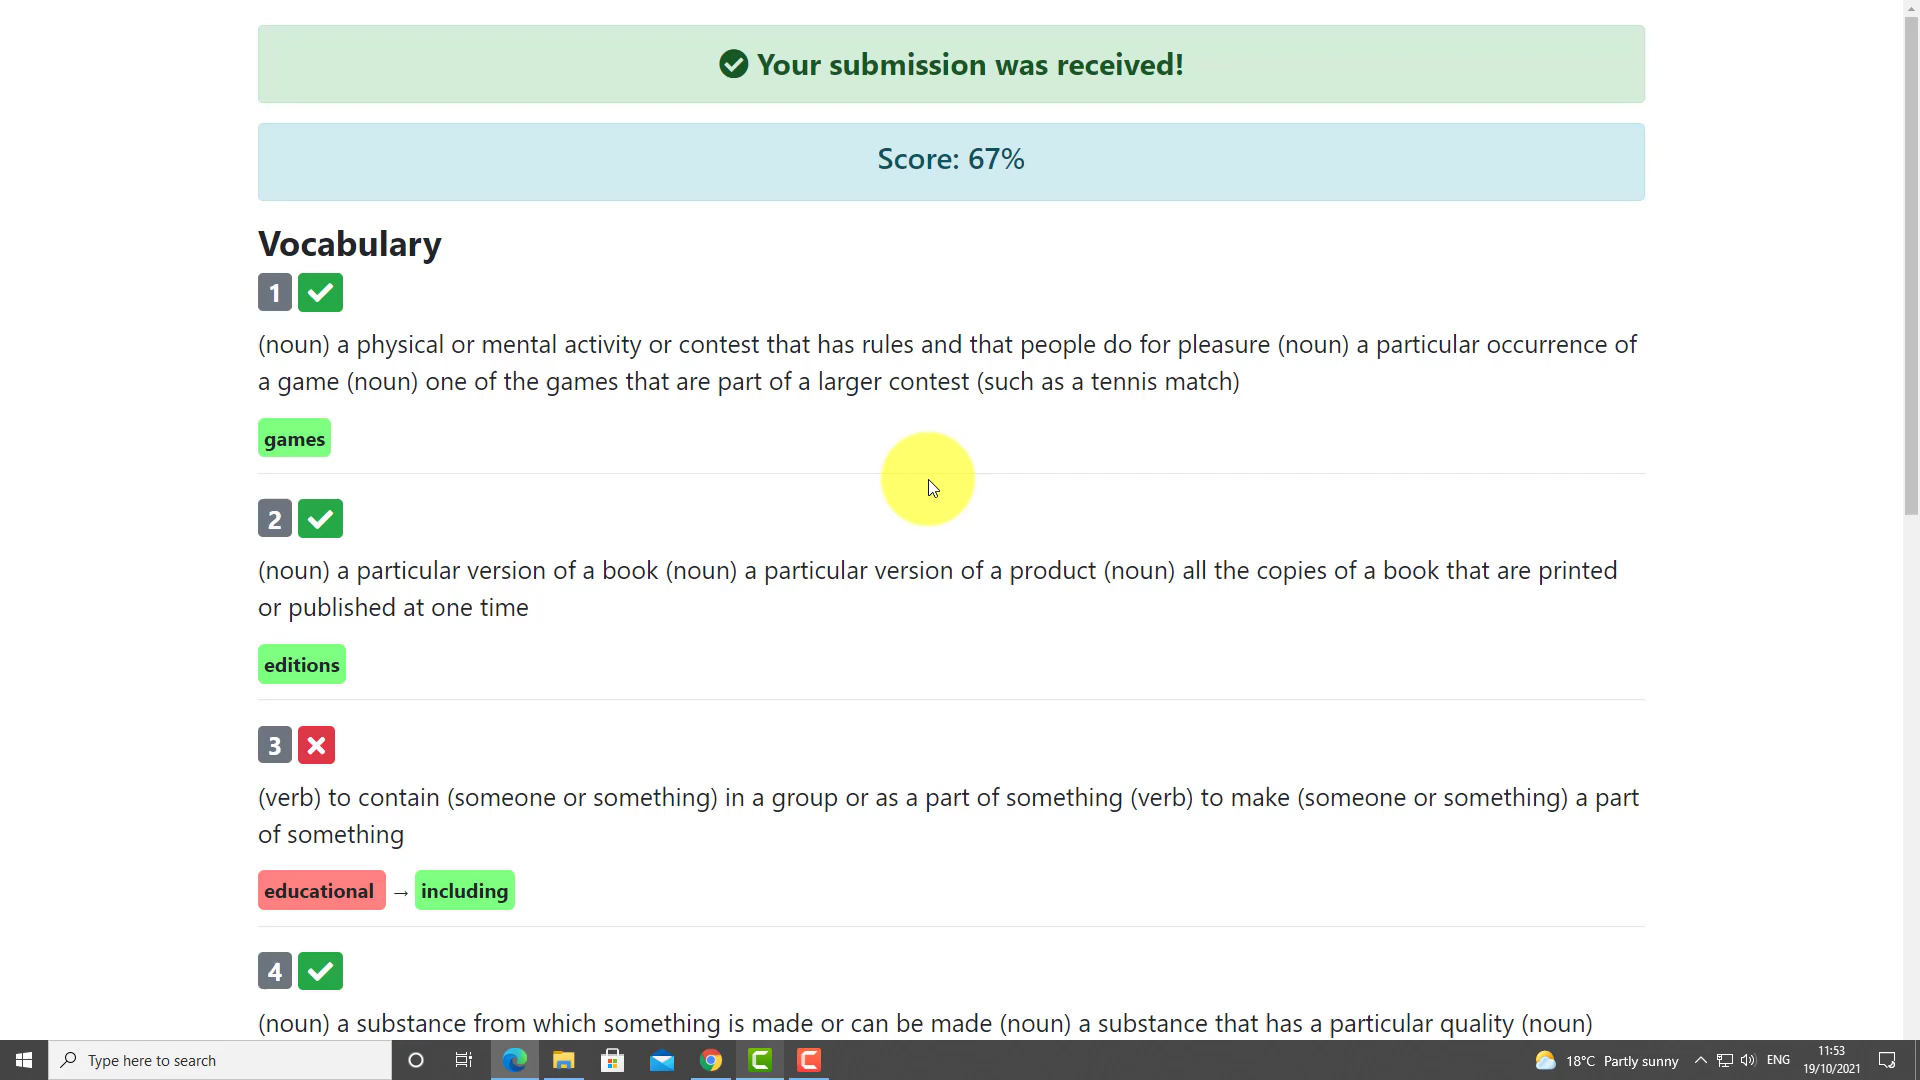 Your submission was received!
Score: 67%
Vocabulary
1
(noun) a physical or mental activity or contest that has rules and that people do for pleasure (noun) a particular occurrence of
a game (noun) one of the games that are part of a larger contest (such as a tennis match)
games
2
(noun) a particular version of a book (noun) a particular version of a product (noun) all the copies of a book that are printed
or published at one time
editions
3
(verb) to contain (someone or something) in a group or as a part of something (verb) to make (someone or something) a part
of something
educational → including
4
(noun) a substance from which something is made or can be made (noun) a substance that has a particular quality (noun)
Type here to search
18°C Partly sunny
ENG
11:53
19/10/2021